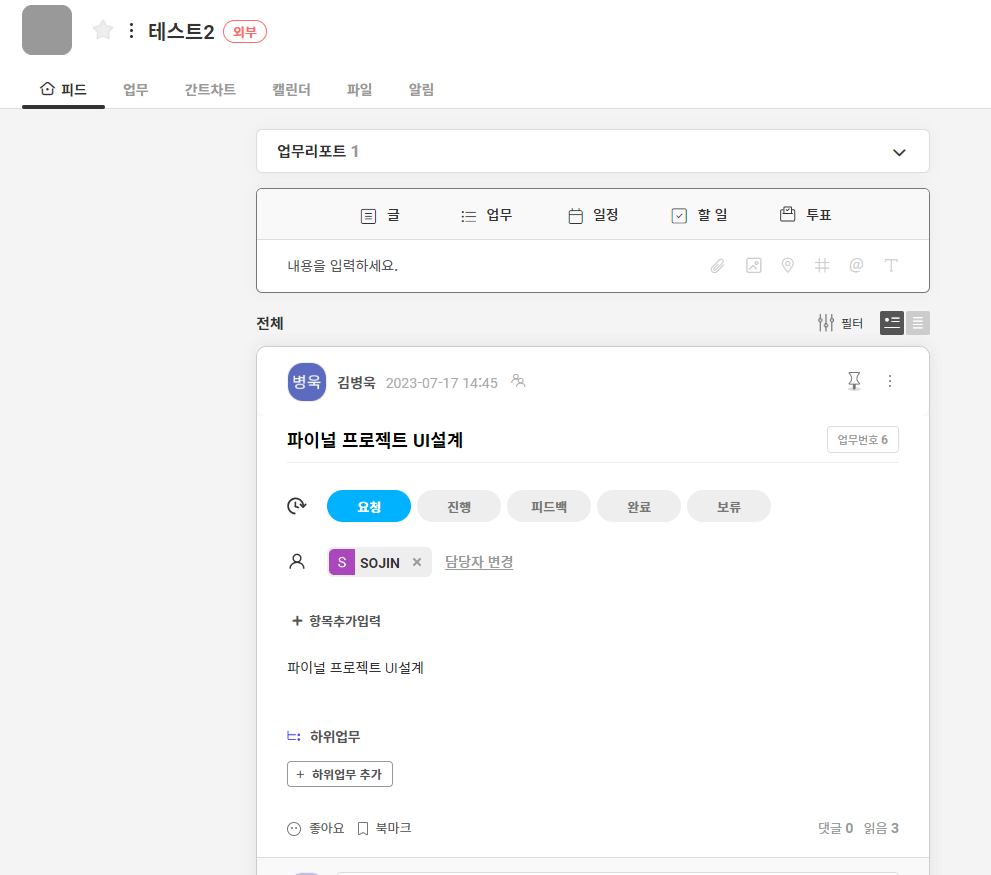 테스트2 외부
피드 업무 간트차트 캘린더 파일 알림
업무리포트 1
글 업무 일정 할 일 투표
내용을 입력하세요.
전체 필터
병욱 김병욱 2023-07-17 14:45
파이널 프로젝트 UI설계 업무번호 6
요청 진행 피드백 완료 보류
S SOJIN × 담당자 변경
+ 항목추가입력
파이널 프로젝트 UI설계
하위업무
+ 하위업무 추가
좋아요 북마크 댓글 0 읽음 3